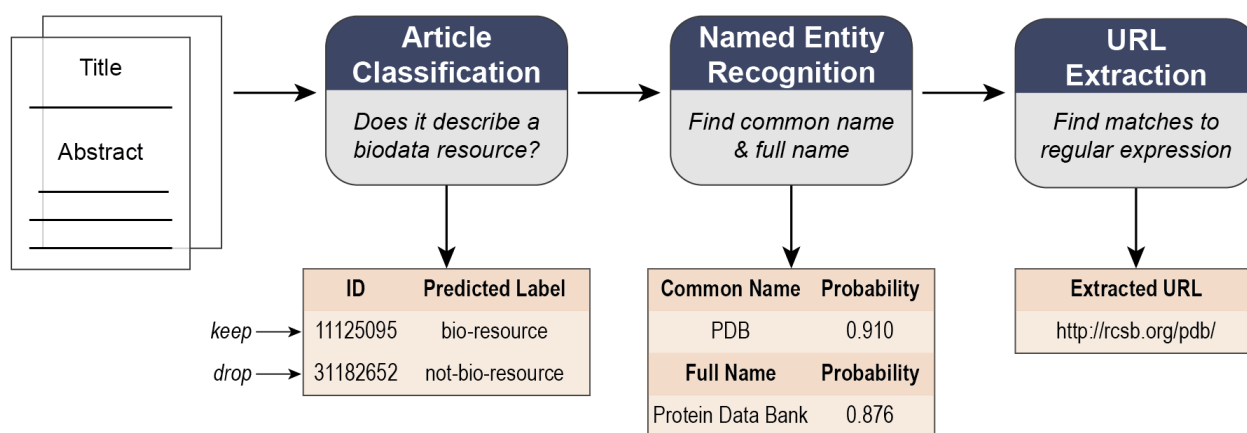 Title
Abstract
Article
Classification
Does it describe a
biodata resource?
Named Entity
Recognition
Find common name
& full name
URL
Extraction
Find matches to
regular expression
ID Predicted Label
keep 11125095 bio-resource
drop 31182652 not-bio-resource
Common Name Probability
PDB 0.910
Full Name Probability
Protein Data Bank 0.876
Extracted URL
http://rcsb.org/pdb/